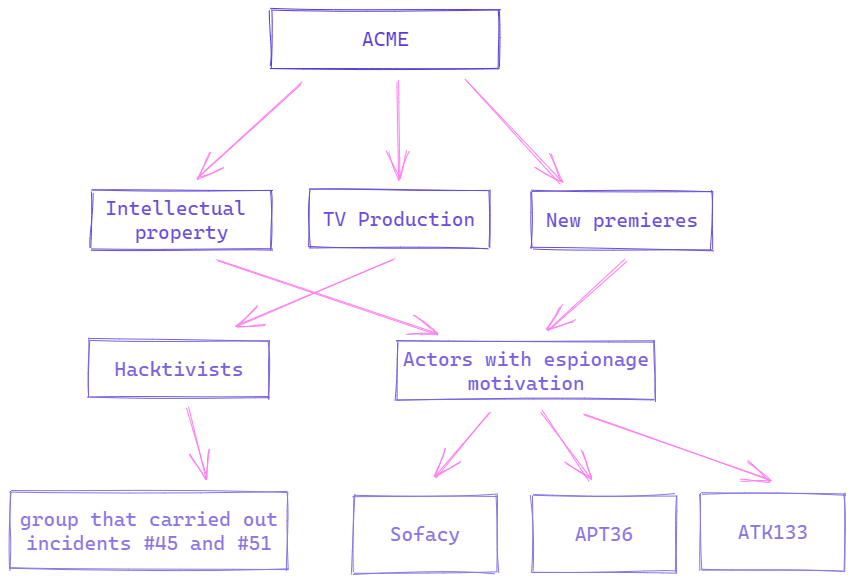 ACME
Intellectual
property
TV Production
New premieres
Hacktivists
Actors with espionage
motivation
group that carried out
incidents #45 and #51
Sofacy
APT36
ATK133